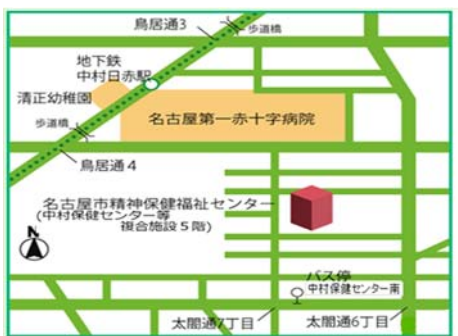 鳥居通3
歩道橋
地下鉄
中村日赤駅
清正幼稚園
名古屋第一赤十字病院
歩道橋
鳥居通4
名古屋市精神保健福祉センター
(中村保健センター等
複合施設5階)
N
バス停
中村保健センター南
太閤通7丁目
太閤通6丁目